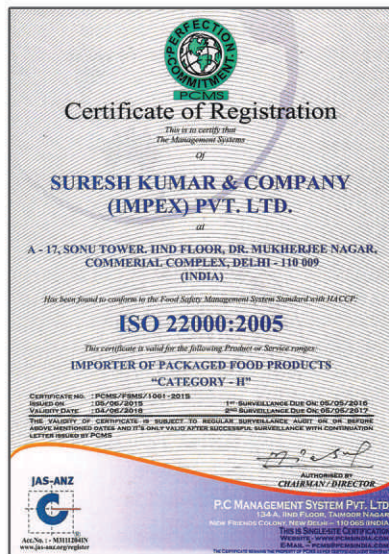 PERFECTION
COMMITMENT
PCMS
Certificate of Registration
This is to certify that
The Management Systems
Of
SURESH KUMAR & COMPANY
(IMPEX) PVT. LTD.
at
A - 17, SONU TOWER, IIND FLOOR, DR. MUKHERJEE NAGAR,
COMMERIAL COMPLEX, DELHI - 110 009
(INDIA)
Has been found to conform to the Food Safety Management System Standard with HACCP:
ISO 22000:2005
This certificate is valid for the following Product or Service ranges:
IMPORTER OF PACKAGED FOOD PRODUCTS
"CATEGORY - H"
CERTIFICATE NO. : PCMS/FSMS/1061-2015
ISSUED ON : 05/06/2015 1ST SURVEILLANCE DUE ON: 05/05/2016
VALIDITY DATE : 04/06/2018 2ND SURVEILLANCE DUE ON: 05/05/2017
THE VALIDITY OF CERTIFICATE IS SUBJECT TO REGULAR SURVEILLANCE AUDIT ON OR BEFORE
ABOVE MENTIONED DATES AND IT'S ONLY VALID AFTER SUCCESSFUL SURVEILLANCE WITH CONTINUATION
LETTER ISSUED BY PCMS
AUTHORISED BY
CHAIRMAN / DIRECTOR
JAS-ANZ
C
www.jas-anz.org/register
P.C MANAGEMENT SYSTEM PVT. LTD
134-A, IIND FLOOR, TAIMOOR NAGAR
NEW FRIENDS COLONY, NEW DELHI - 110 065 (INDIA)
THIS IS SINGLE-SITE CERTIFICATION